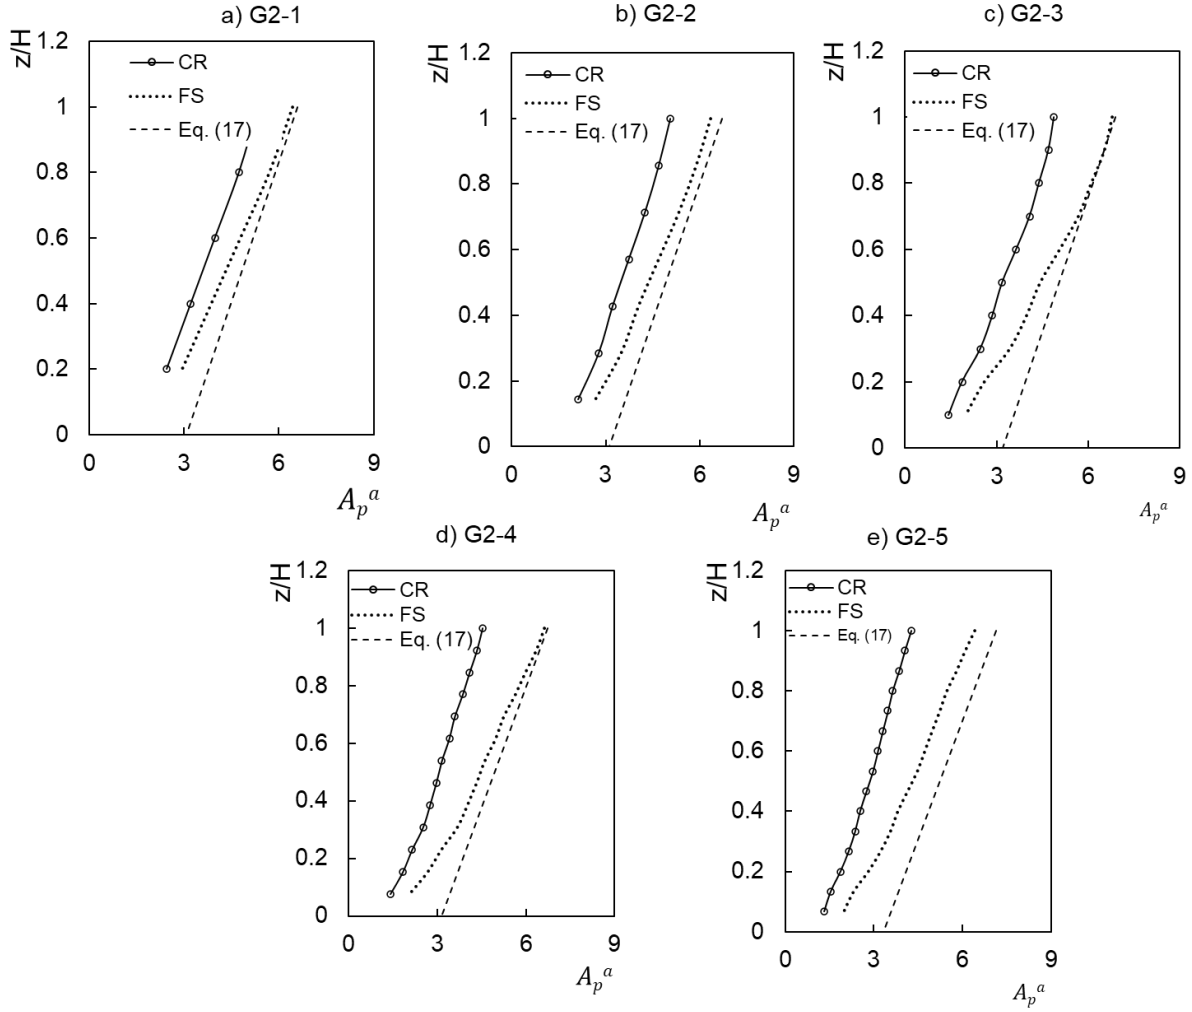 a) G2-1
z/H
1.2
1
0.8
0.6
0.4
0.2
0
0 3 6 9
CR
FS
Eq. (17)
A_p^a
b) G2-2
z/H
1.2
1
0.8
0.6
0.4
0.2
0
0 3 6 9
CR
FS
Eq. (17)
A_p^a
c) G2-3
z/H
1.2
1
0.8
0.6
0.4
0.2
0
0 3 6 9
CR
FS
Eq. (17)
A_p^a
d) G2-4
z/H
1.2
1
0.8
0.6
0.4
0.2
0
0 3 6 9
CR
FS
Eq. (17)
A_p^a
e) G2-5
z/H
1.2
1
0.8
0.6
0.4
0.2
0
0 3 6 9
CR
FS
Eq. (17)
A_p^a